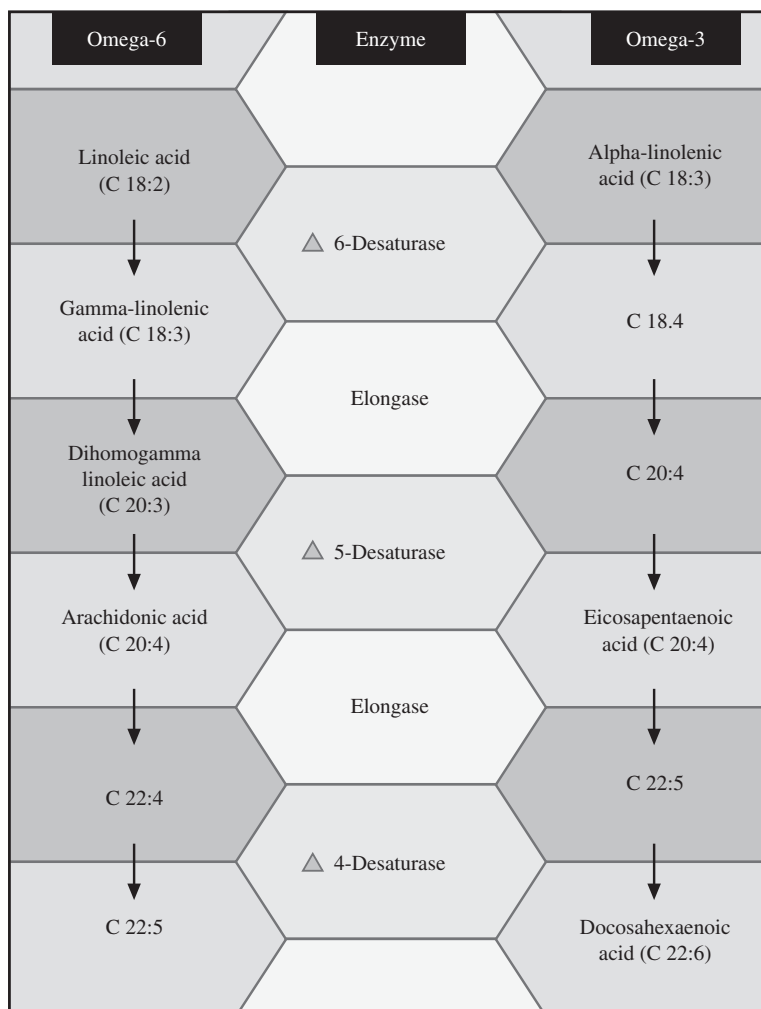 Omega-6
Enzyme
Omega-3
Linoleic acid
(C 18:2)
Alpha-linolenic
acid (C 18:3)
6-Desaturase
Gamma-linolenic
acid (C 18:3)
C 18.4
Elongase
Dihomogamma
linoleic acid
(C 20:3)
C 20:4
5-Desaturase
Arachidonic acid
(C 20:4)
Eicosapentaenoic
acid (C 20:4)
Elongase
C 22:4
C 22:5
4-Desaturase
C 22:5
Docosahexaenoic
acid (C 22:6)